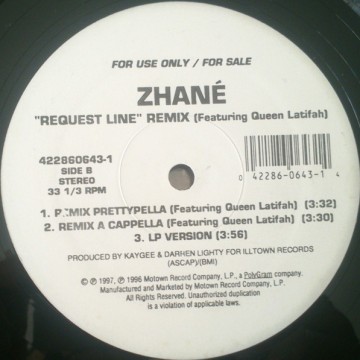 FOR USE ONLY / FOR SALE
ZHANÉ
"REQUEST LINE" REMIX (Featuring Queen Latifah)
422860643-1
SIDE B
STEREO
33 1/3 RPM
0 42286-0643-1 4
1. REMIX PRETTYPELLA (Featuring Queen Latifah) (3:32)
2. REMIX A CAPPELLA (Featuring Queen Latifah) (3:30)
3. LP VERSION (3:56)
PRODUCED BY KAYGEE & DARREN LIGHTY FOR ILLTOWN RECORDS
(ASCAP)/(BMI)
© 1997, ℗ 1996 Motown Record Company, L.P., a PolyGram company.
Manufactured and Marketed by Motown Record Company, L.P.
All Rights Reserved. Unauthorized duplication
is a violation of applicable laws.